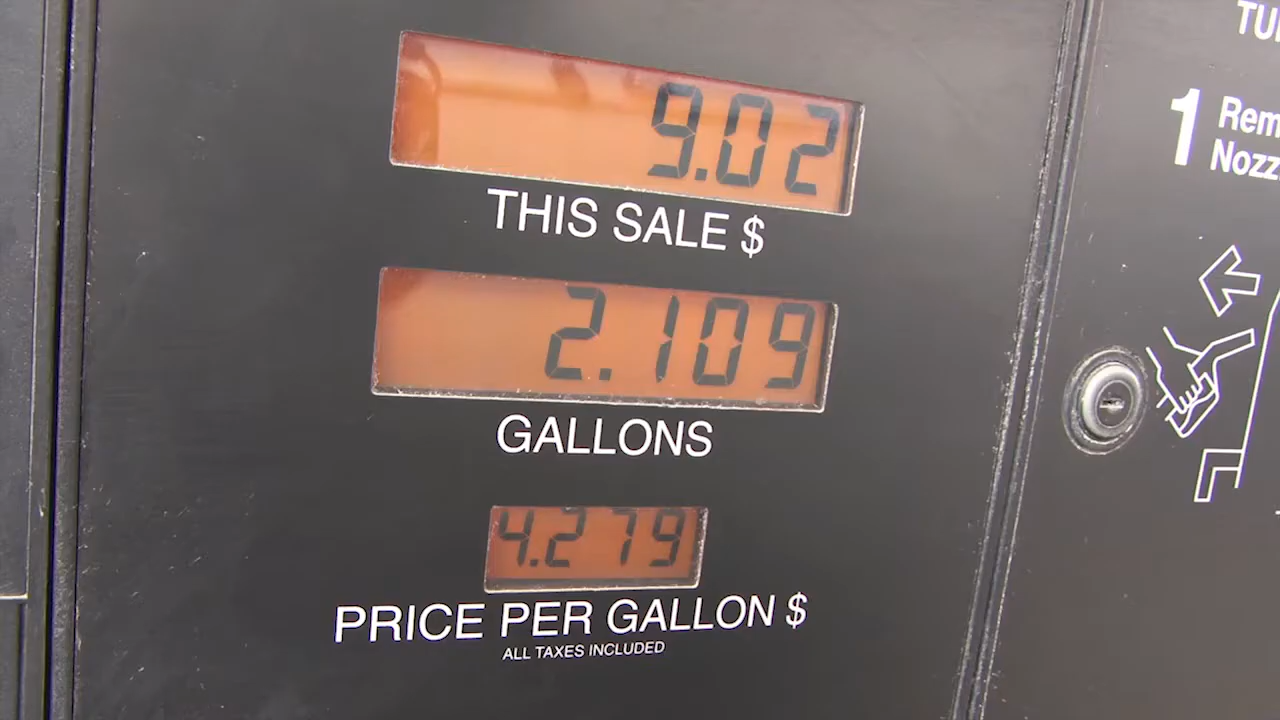 9.02
THIS SALE $
2.109
GALLONS
4.279
PRICE PER GALLON $
ALL TAXES INCLUDED
1